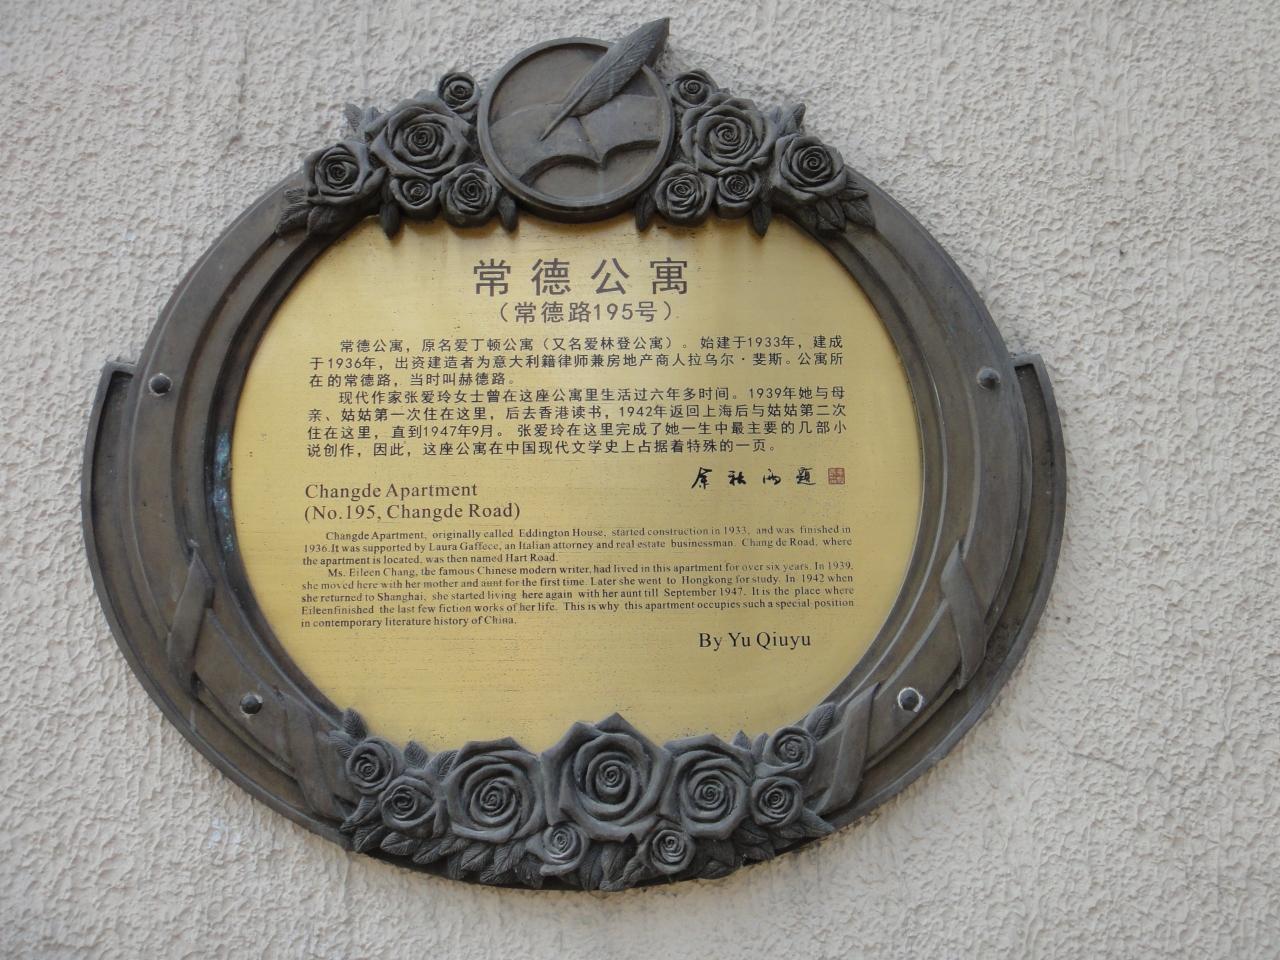 常德公寓
（常德路195号）
常德公寓，原名爱丁顿公寓（又名爱林登公寓）。始建于1933年，建成
于1936年，出资建造者为意大利籍律师兼房地产商人拉乌尔·斐斯。公寓所
在的常德路，当时叫赫德路。
现代作家张爱玲女士曾在这座公寓里生活过六年多时间。1939年她与母
亲、姑姑第一次住在这里，后去香港读书，1942年返回上海后与姑姑第二次
住在这里，直到1947年9月。张爱玲在这里完成了她一生中最主要的几部小
说创作，因此，这座公寓在中国现代文学史上占据着特殊的一页。
余秋雨题
Changde Apartment
(No.195, Changde Road)
Changde Apartment, originally called Eddington House, started construction in 1933, and was finished in
1936.It was supported by Laura Gaffece, an Italian attorney and real estate businessman. Chang de Road, where
the apartment is located, was then named Hart Road.
Ms. Eileen Chang, the famous Chinese modern writer, had lived in this apartment for over six years. In 1939,
she moved here with her mother and aunt for the first time. Later she went to Hongkong for study. In 1942 when
she returned to Shanghai, she started living here again with her aunt till September 1947. It is the place where
Eileenfinished the last few fiction works of her life. This is why this apartment occupies such a special position
in contemporary literature history of China.
By Yu Qiuyu